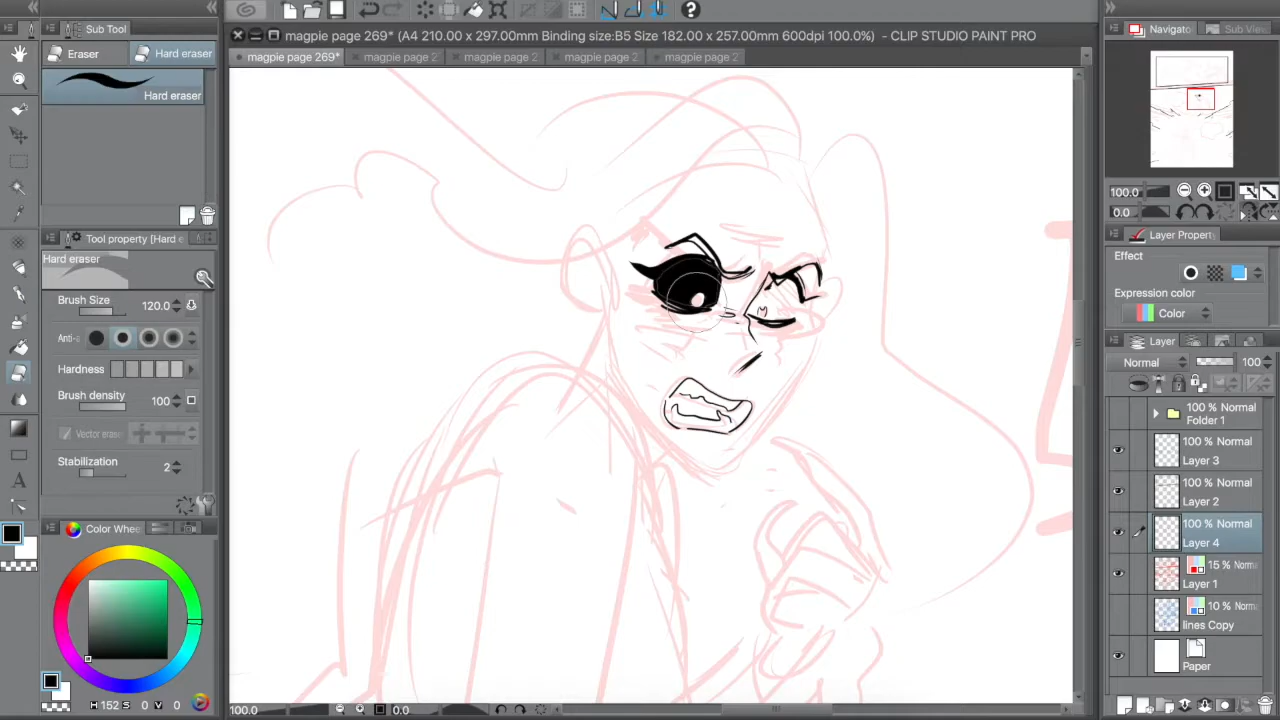 magpie page 269* (A4 210.00 x 297.00mm Binding size:B5 Size 182.00 x 257.00mm 600dpi 100.0%) - CLIP STUDIO PAINT PRO
Sub Tool
Eraser
Hard eraser
Hard eraser
Tool property [Hard e
Hard eraser
Brush Size
120.0
Anti-a
Hardness
Brush density
100
Vector erase
Stabilization
2
Color Whee
H 152 S 0 V 0
magpie page 269*
magpie page 2
magpie page 2
magpie page 2
magpie page 2
100.0
0.0
Navigato
Sub View
100.0
0.0
Layer Property
Effect
Expression color
Color
Layer
Normal
100
100 % Normal
Folder 1
100 % Normal
Layer 3
100 % Normal
Layer 2
100 % Normal
Layer 4
15 % Norm
Layer 1
10 % Norm
lines Copy
Paper